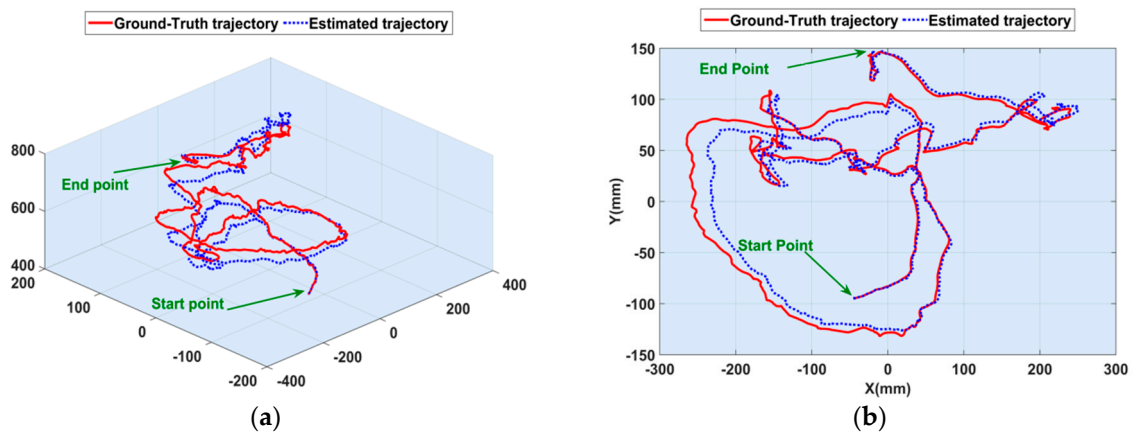 Ground-Truth trajectory Estimated trajectory
800
600
400
200
100
0
-100
-200
-400
-200
0
200
400
End point
Start point
(a)
Ground-Truth trajectory Estimated trajectory
150
100
50
0
-50
-100
-150
Y(mm)
End Point
Start Point
-300 -200 -100 0 100 200 300
X(mm)
(b)